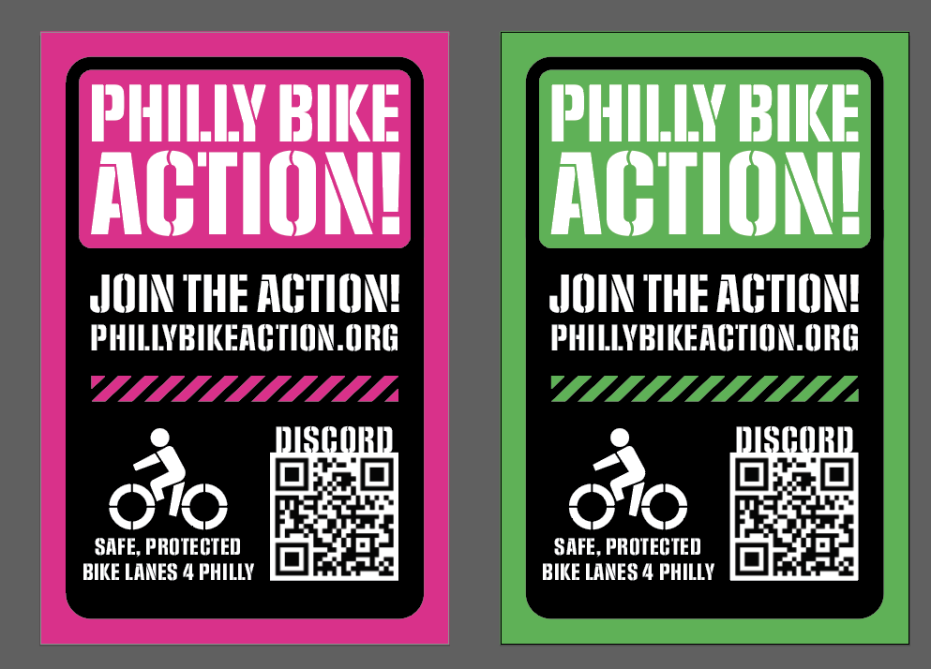 PHILLY BIKE
ACTION!
JOIN THE ACTION!
PHILLYBIKEACTION.ORG
DISCORD
SAFE, PROTECTED
BIKE LANES 4 PHILLY
PHILLY BIKE
ACTION!
JOIN THE ACTION!
PHILLYBIKEACTION.ORG
DISCORD
SAFE, PROTECTED
BIKE LANES 4 PHILLY